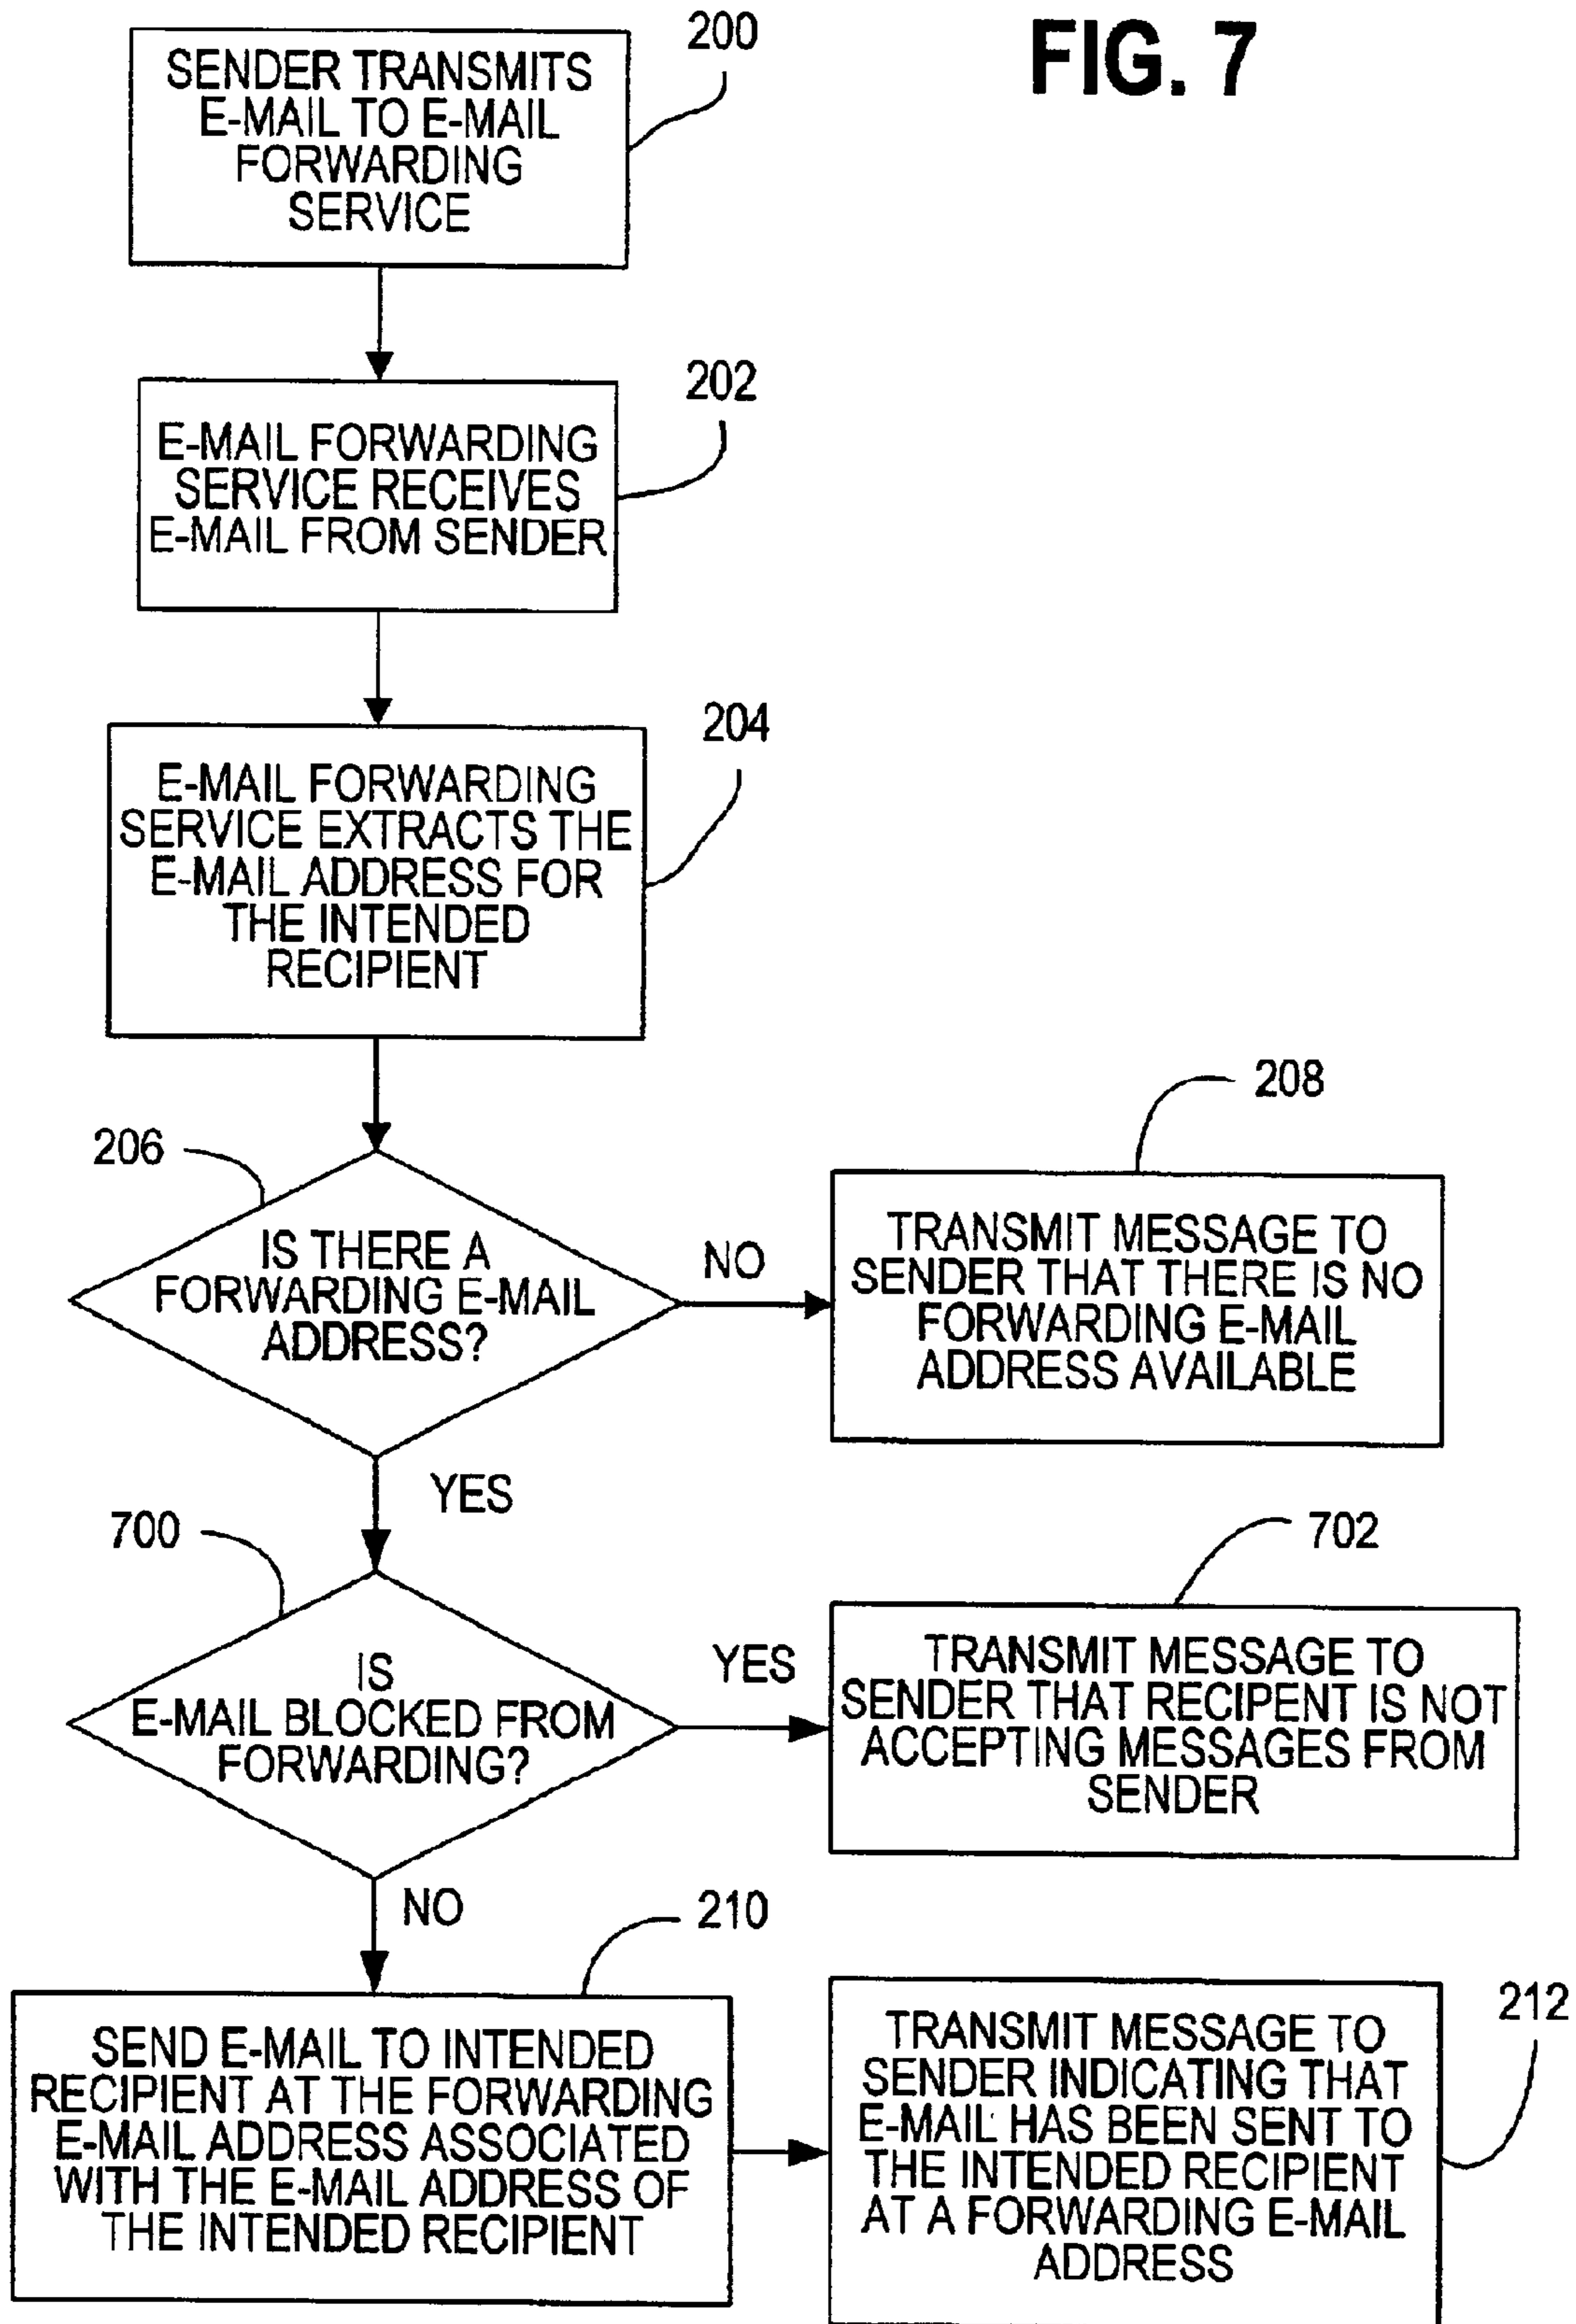 FIG. 7
200
SENDER TRANSMITS
E-MAIL TO E-MAIL
FORWARDING
SERVICE
202
E-MAIL FORWARDING
SERVICE RECEIVES
E-MAIL FROM SENDER
204
E-MAIL FORWARDING
SERVICE EXTRACTS THE
E-MAIL ADDRESS FOR
THE INTENDED
RECIPIENT
206
IS THERE A
FORWARDING E-MAIL
ADDRESS?
NO
208
TRANSMIT MESSAGE TO
SENDER THAT THERE IS NO
FORWARDING E-MAIL
ADDRESS AVAILABLE
YES
700
IS
E-MAIL BLOCKED FROM
FORWARDING?
YES
702
TRANSMIT MESSAGE TO
SENDER THAT RECIPENT IS NOT
ACCEPTING MESSAGES FROM
SENDER
NO
210
SEND E-MAIL TO INTENDED
RECIPIENT AT THE FORWARDING
E-MAIL ADDRESS ASSOCIATED
WITH THE E-MAIL ADDRESS OF
THE INTENDED RECIPIENT
212
TRANSMIT MESSAGE TO
SENDER INDICATING THAT
E-MAIL HAS BEEN SENT TO
THE INTENDED RECIPIENT
AT A FORWARDING E-MAIL
ADDRESS